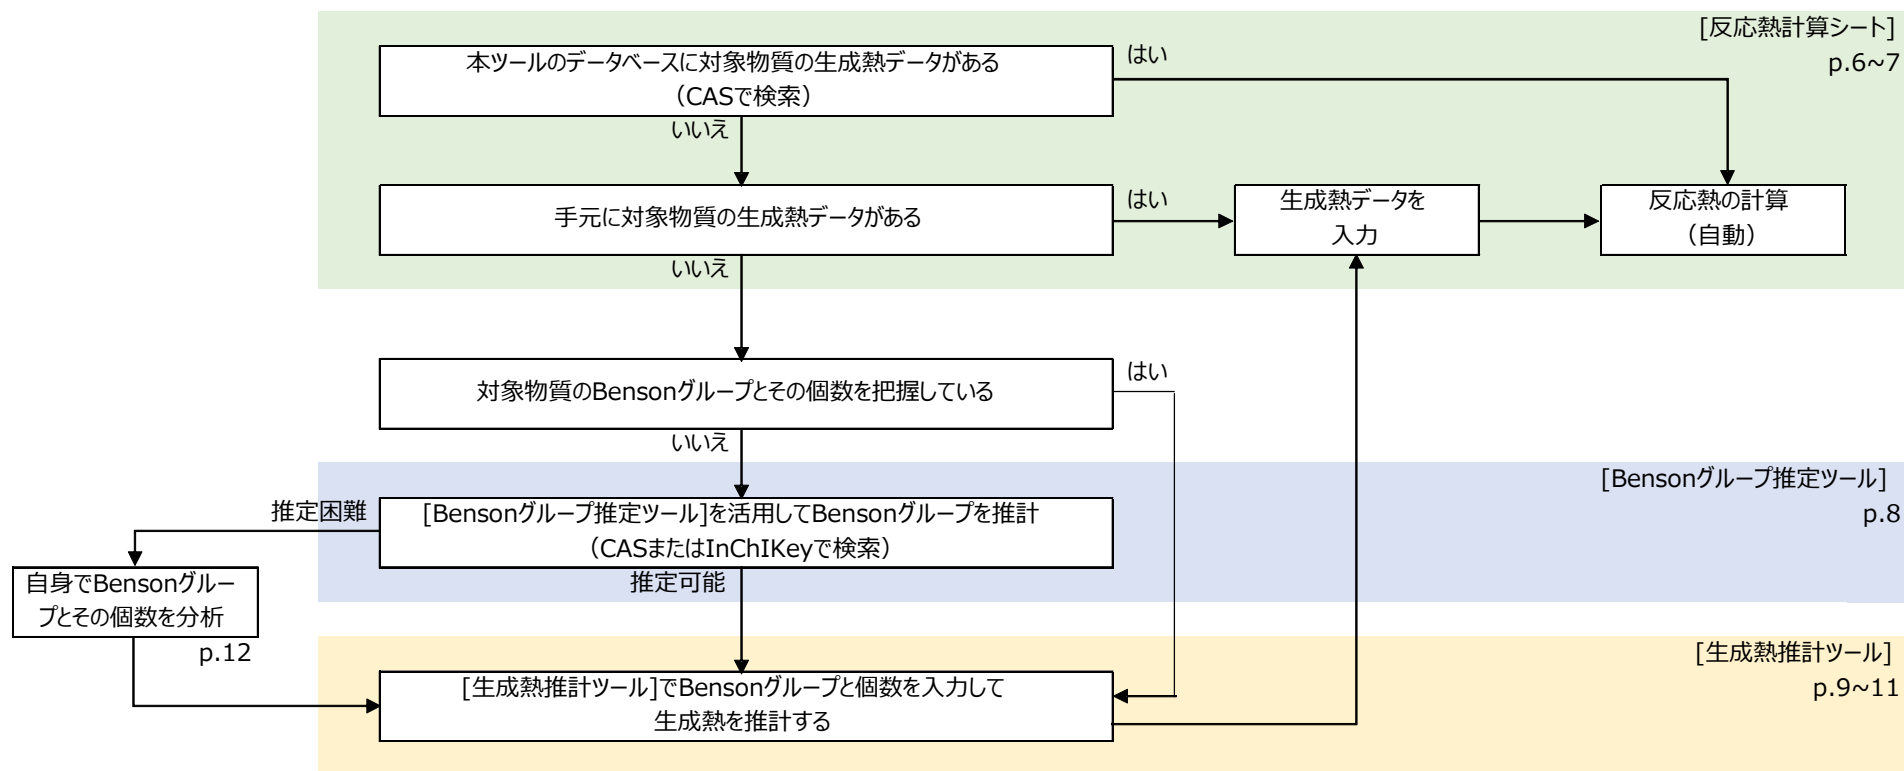 [反応熱計算シート]
p.6~7
本ツールのデータベースに対象物質の生成熱データがある
（CASで検索）
はい
いいえ
手元に対象物質の生成熱データがある
はい
生成熱データを
入力
反応熱の計算
（自動）
いいえ
対象物質のBensonグループとその個数を把握している
はい
いいえ
[Bensonグループ推定ツール]
p.8
推定困難
[Bensonグループ推定ツール]を活用してBensonグループを推計
（CASまたはInChIKeyで検索）
推定可能
自身でBensonグルー
プとその個数を分析
p.12
[生成熱推計ツール]
p.9~11
[生成熱推計ツール]でBensonグループと個数を入力して
生成熱を推計する